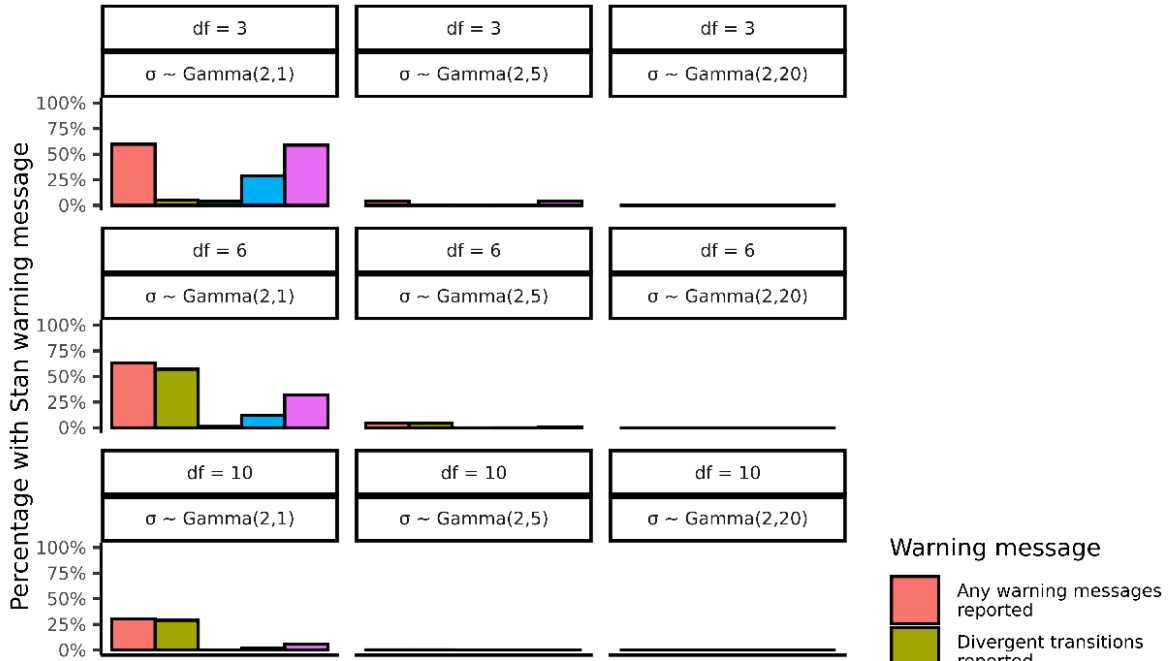 Percentage with Stan warning message
df = 3
df = 3
df = 3
σ ~ Gamma(2,1)
σ ~ Gamma(2,5)
σ ~ Gamma(2,20)
100%
75%
50%
25%
0%
df = 6
df = 6
df = 6
σ ~ Gamma(2,1)
σ ~ Gamma(2,5)
σ ~ Gamma(2,20)
100%
75%
50%
25%
0%
df = 10
df = 10
df = 10
σ ~ Gamma(2,1)
σ ~ Gamma(2,5)
σ ~ Gamma(2,20)
100%
75%
50%
25%
0%
Warning message
Any warning messages
reported
Divergent transitions
reported